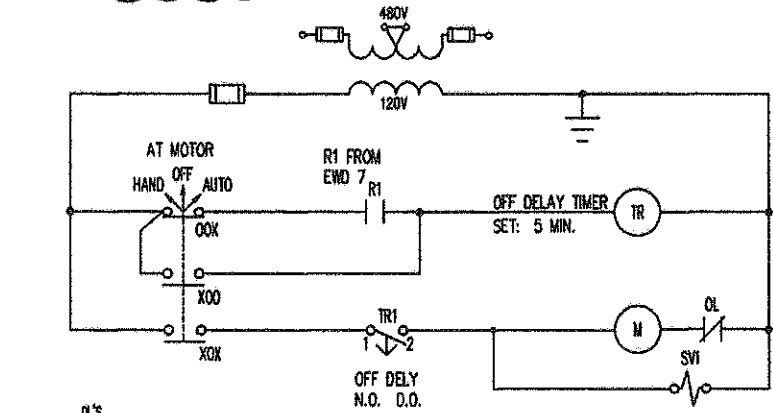 480V
120V
AT MOTOR
OFF
HAND
AUTO
R1 FROM
EWD 7
R1
OOX
OFF DELAY TIMER
SET: 5 MIN.
TR
XOO
TR1
1
2
XOX
OFF DELY
N.O. D.O.
M
OL
SV1
OL'S